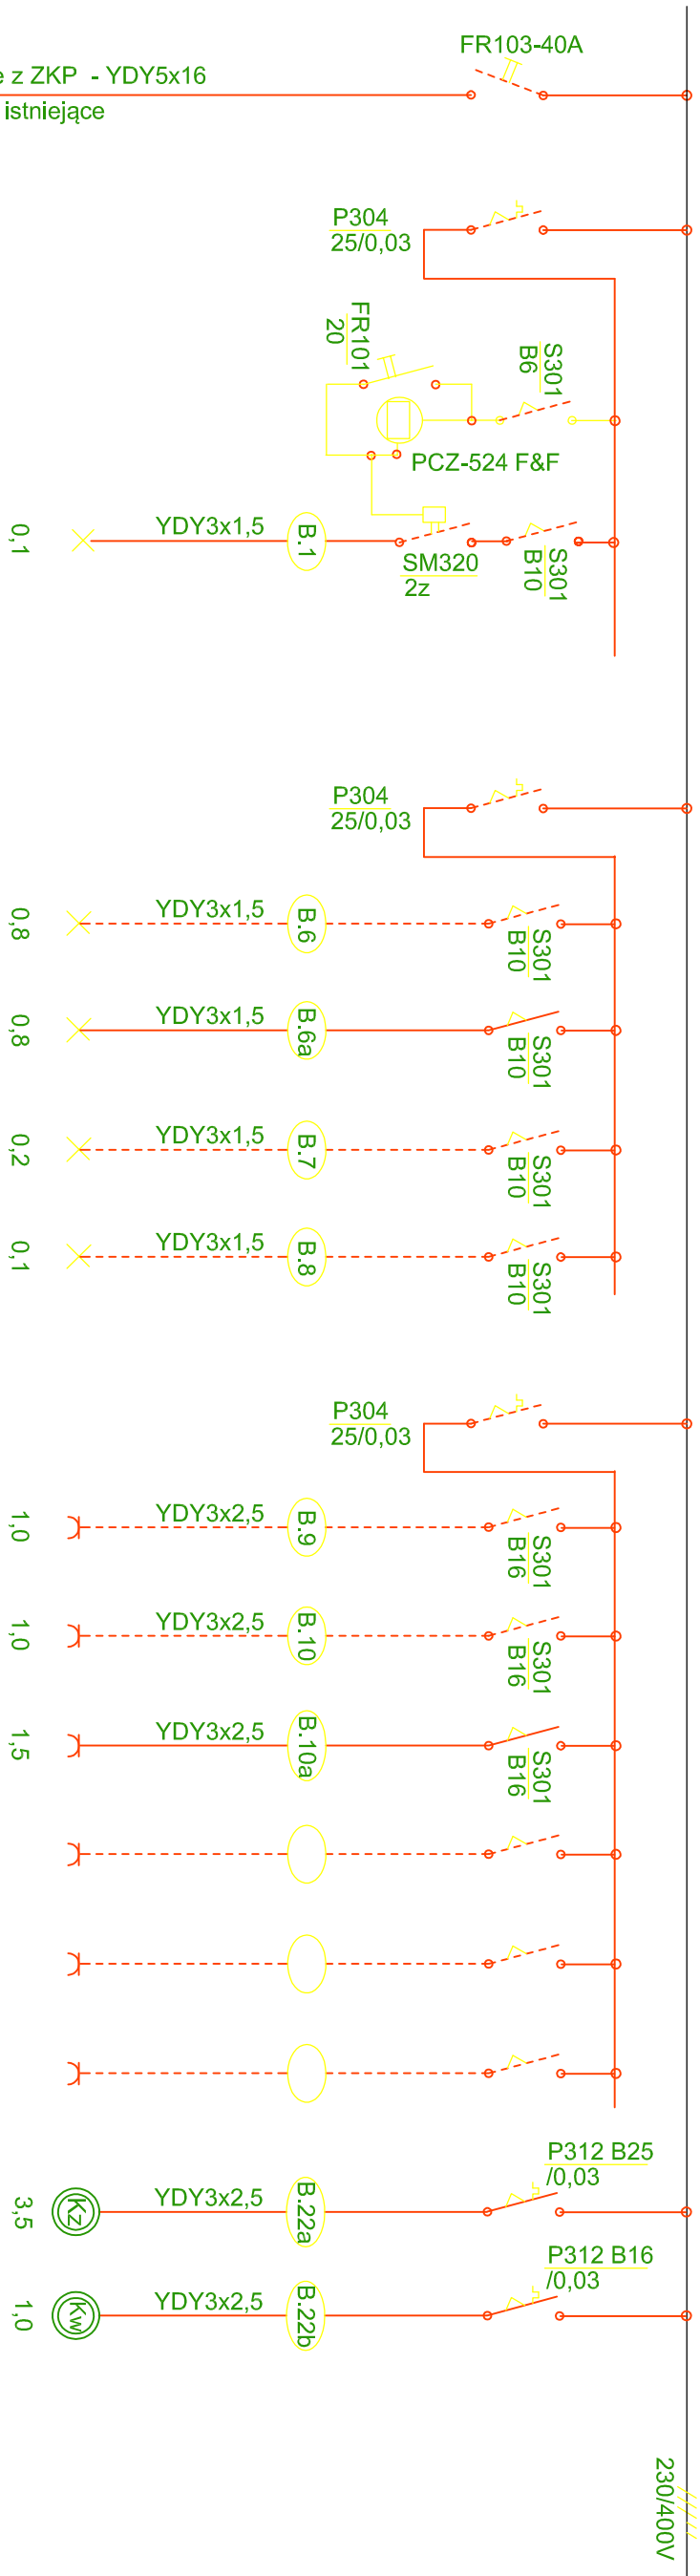 FR103-40A
e z ZKP - YDY5x16
istniejące
P304
25/0,03
FR101
20
S301
B6
PCZ-524 F&F
0,1
YDY3x1,5
B.1
SM320
2z
S301
B10
P304
25/0,03
0,8
YDY3x1,5
B.6
S301
B10
0,8
YDY3x1,5
B.6a
S301
B10
0,2
YDY3x1,5
B.7
S301
B10
0,1
YDY3x1,5
B.8
S301
B10
P304
25/0,03
1,0
YDY3x2,5
B.9
S301
B16
1,0
YDY3x2,5
B.10
S301
B16
1,5
YDY3x2,5
B.10a
S301
B16
P312 B25
/0,03
3,5
Kz
YDY3x2,5
B.22a
P312 B16
/0,03
1,0
Kw
YDY3x2,5
B.22b
230/400V